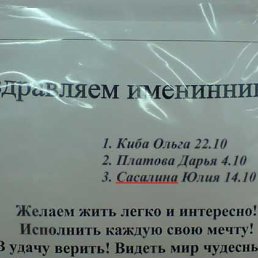 здравляем именинни
1. Киба Ольга 22.10
2. Платова Дарья 4.10
3. Сасалина Юлия 14.10
Желаем жить легко и интересно!
Исполнить каждую свою мечту!
В удачу верить! Видеть мир чудесны